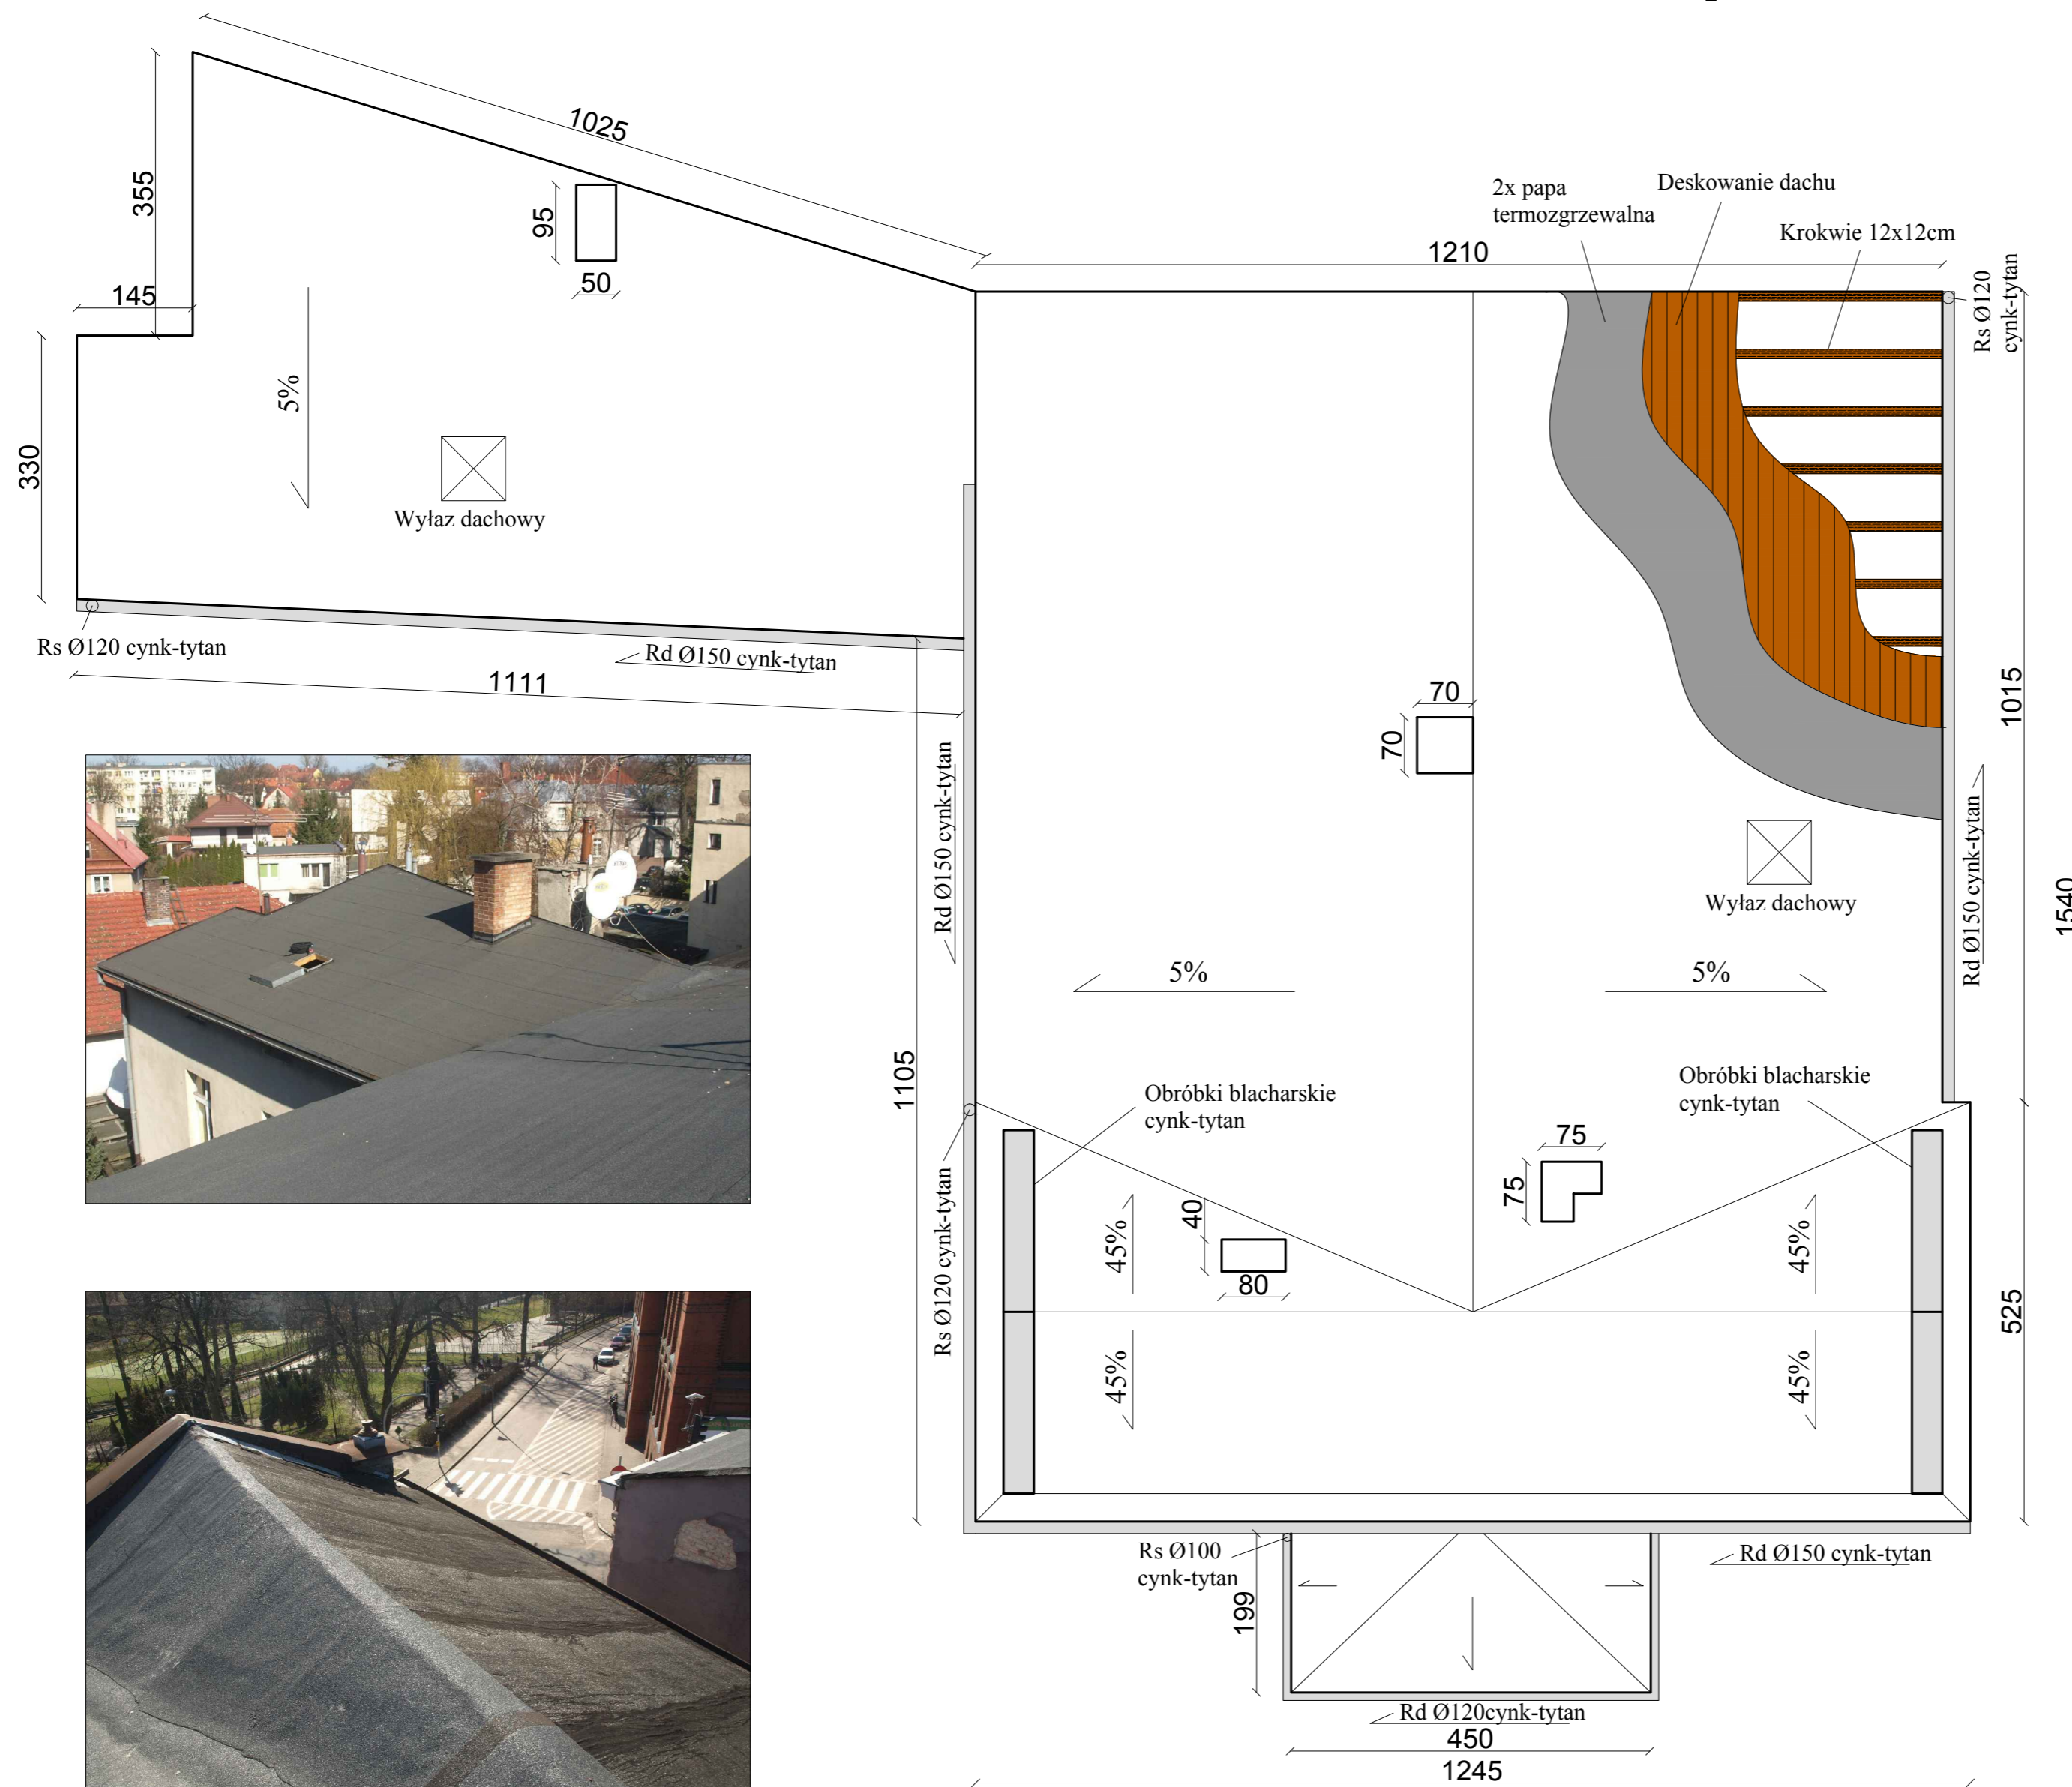 1025
355
145
330
95
50
5%
Wyłaz dachowy
Rs Ø120 cynk-tytan
Rd Ø150 cynk-tytan
1111
2x papa
termozgrzewalna
Deskowanie dachu
Krokwie 12x12cm
1210
Rs Ø120
cynk-tytan
70
70
1015
1540
Rd Ø150 cynk-tytan
Rd Ø150 cynk-tytan
Wyłaz dachowy
5%
5%
1105
Obróbki blacharskie
cynk-tytan
Obróbki blacharskie
cynk-tytan
75
75
Rs Ø120 cynk-tytan
40
80
45%
45%
45%
45%
525
Rs Ø100
cynk-tytan
199
Rd Ø150 cynk-tytan
Rd Ø120cynk-tytan
450
1245